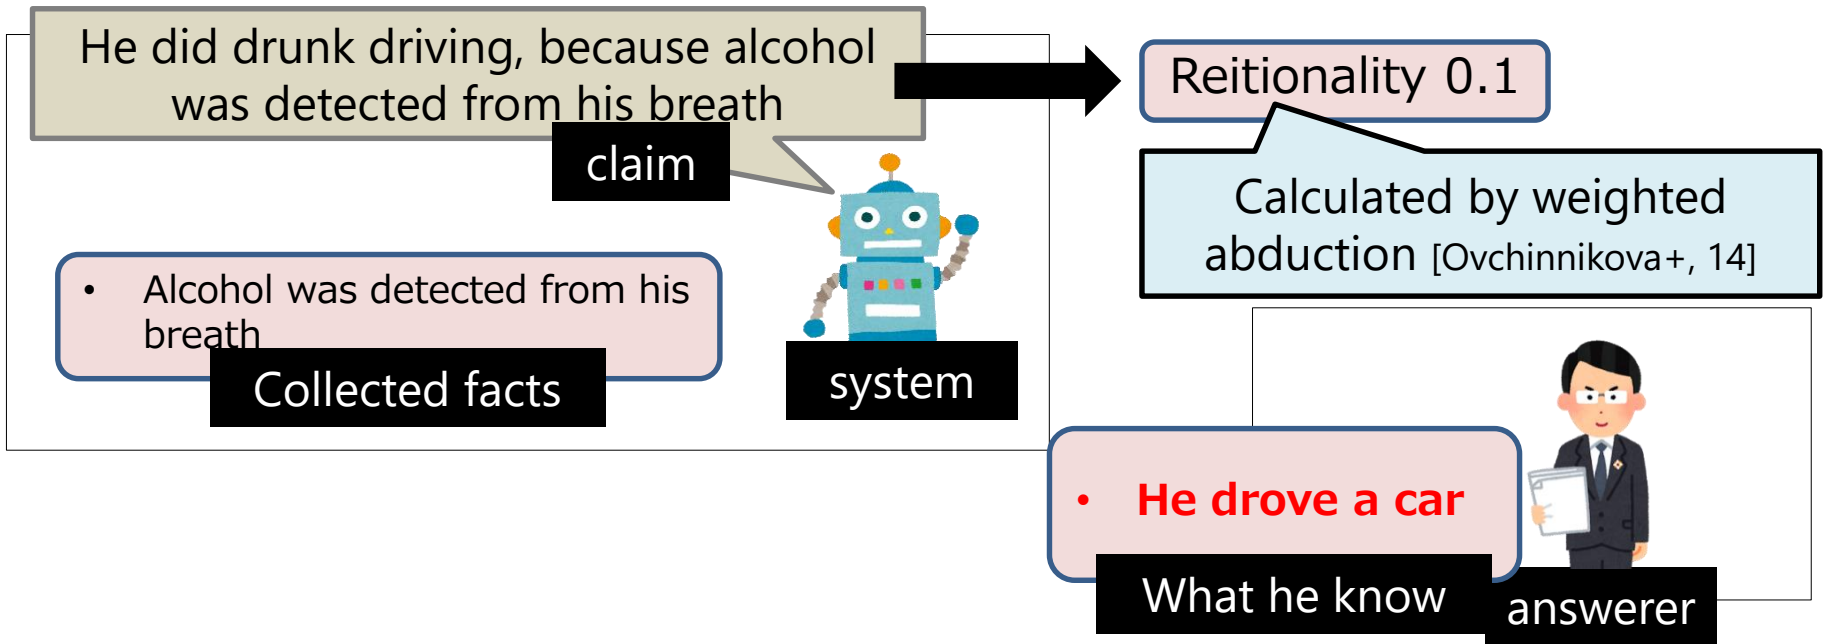 He did drunk driving, because alcohol
was detected from his breath
claim
Reitionality 0.1
Calculated by weighted
abduction [Ovchinnikova+, 14]
• Alcohol was detected from his
breath
Collected facts
system
• He drove a car
What he know
answerer